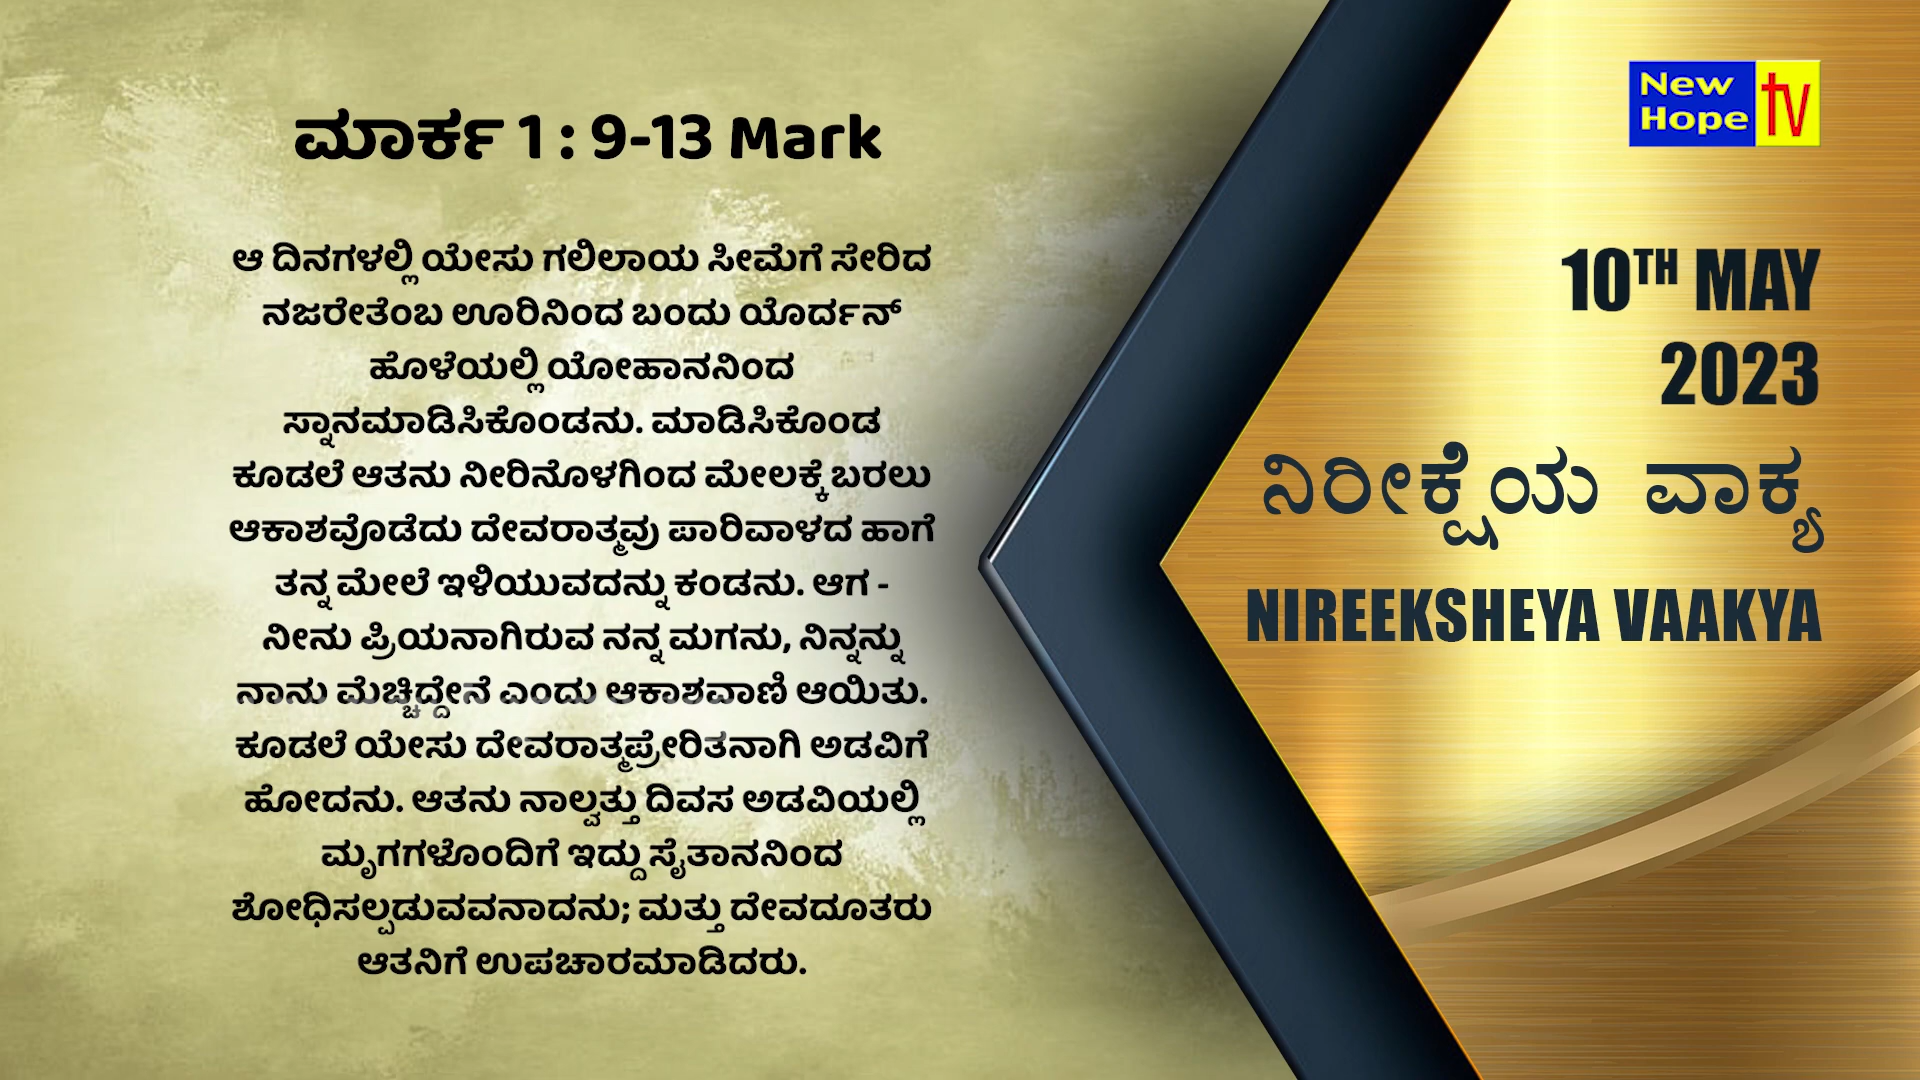 ಮಾರ್ಕ 1 : 9-13 Mark
ಆ ದಿನಗಳಲ್ಲಿ ಯೇಸು ಗಲಿಲಾಯ ಸೀಮೆಗೆ ಸೇರಿದ
ನಜರೇತೆಂಬ ಊರಿನಿಂದ ಬಂದು ಯೊರ್ದನ್
ಹೊಳೆಯಲ್ಲಿ ಯೋಹಾನನಿಂದ
ಸ್ನಾನಮಾಡಿಸಿಕೊಂಡನು. ಮಾಡಿಸಿಕೊಂಡ
ಕೂಡಲೆ ಆತನು ನೀರಿನೊಳಗಿಂದ ಮೇಲಕ್ಕೆ ಬರಲು
ಆಕಾಶವೊಡೆದು ದೇವರಾತ್ಮವು ಪಾರಿವಾಳದ ಹಾಗೆ
ತನ್ನ ಮೇಲೆ ಇಳಿಯುವದನ್ನು ಕಂಡನು. ಆಗ -
ನೀನು ಪ್ರಿಯನಾಗಿರುವ ನನ್ನ ಮಗನು, ನಿನ್ನನ್ನು
ನಾನು ಮೆಚ್ಚಿದ್ದೇನೆ ಎಂದು ಆಕಾಶವಾಣಿ ಆಯಿತು.
ಕೂಡಲೆ ಯೇಸು ದೇವರಾತ್ಮಪ್ರೇರಿತನಾಗಿ ಅಡವಿಗೆ
ಹೋದನು. ಆತನು ನಾಲ್ವತ್ತು ದಿವಸ ಅಡವಿಯಲ್ಲಿ
ಮೃಗಗಳೊಂದಿಗೆ ಇದ್ದು ಸೈತಾನನಿಂದ
ಶೋಧಿಸಲ್ಪಡುವವನಾದನು; ಮತ್ತು ದೇವದೂತರು
ಆತನಿಗೆ ಉಪಚಾರಮಾಡಿದರು.
New
Hope
tv
10TH MAY
2023
ನಿರೀಕ್ಷೆಯ ವಾಕ್ಯ
NIREEKSHEYA VAAKYA